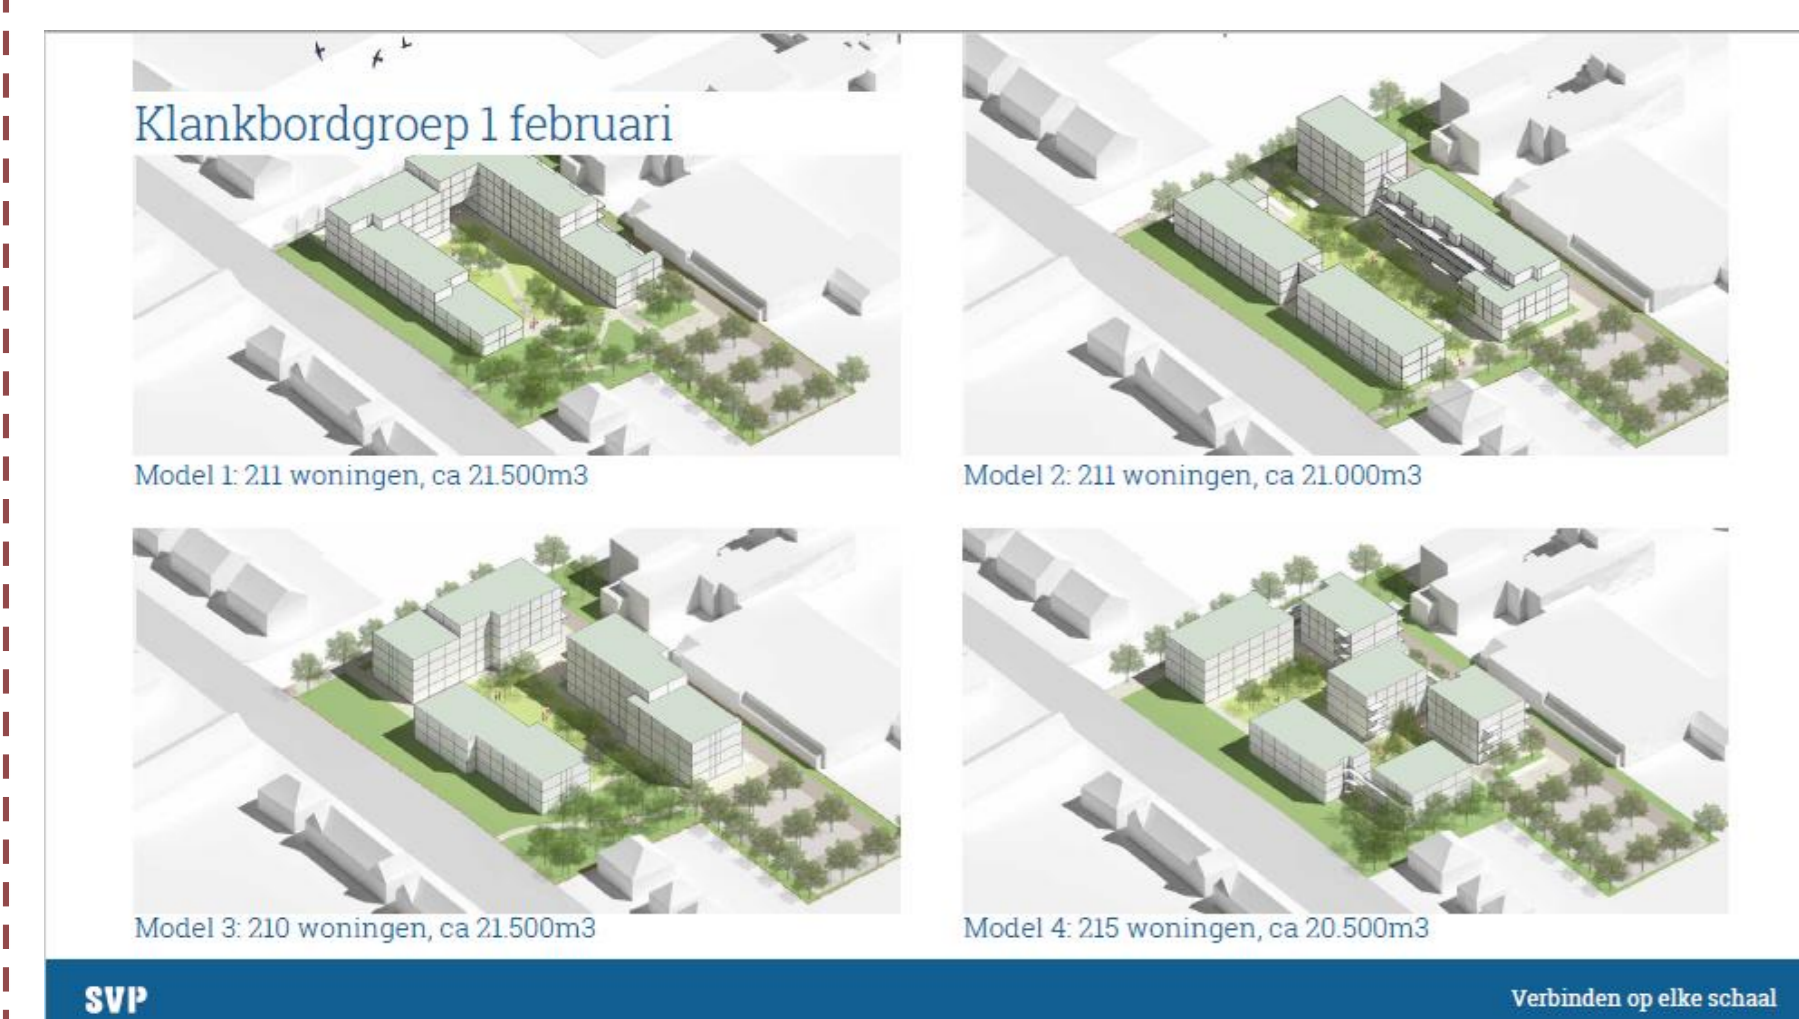 Klankbordgroep 1 februari
Model 1: 211 woningen, ca 21.500m3
Model 2: 211 woningen, ca 21.000m3
Model 3: 210 woningen, ca 21.500m3
Model 4: 215 woningen, ca 20.500m3
SVP
Verbinden op elke schaal